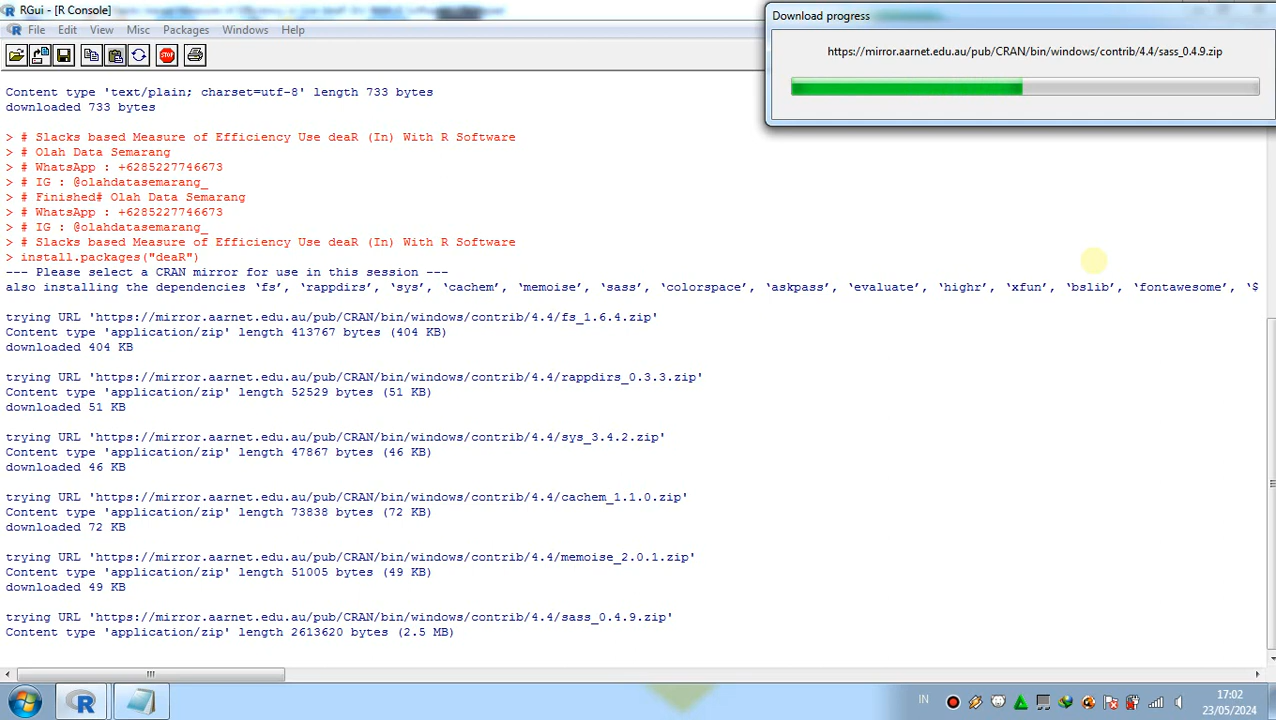 RGui - [R Console]
File Edit View Misc Packages Windows Help
STOP
Download progress
https://mirror.aarnet.edu.au/pub/CRAN/bin/windows/contrib/4.4/sass_0.4.9.zip
Content type 'text/plain; charset=utf-8' length 733 bytes
downloaded 733 bytes
> # Slacks based Measure of Efficiency Use deaR (In) With R Software
> # Olah Data Semarang
> # WhatsApp : +6285227746673
> # IG : @olahdatasemarang_
> # Finished# Olah Data Semarang
> # WhatsApp : +6285227746673
> # IG : @olahdatasemarang_
> # Slacks based Measure of Efficiency Use deaR (In) With R Software
> install.packages("deaR")
--- Please select a CRAN mirror for use in this session ---
also installing the dependencies ‘fs’, ‘rappdirs’, ‘sys’, ‘cachem’, ‘memoise’, ‘sass’, ‘colorspace’, ‘askpass’, ‘evaluate’, ‘highr’, ‘xfun’, ‘bslib’, ‘fontawesome’, ‘$
trying URL 'https://mirror.aarnet.edu.au/pub/CRAN/bin/windows/contrib/4.4/fs_1.6.4.zip'
Content type 'application/zip' length 413767 bytes (404 KB)
downloaded 404 KB
trying URL 'https://mirror.aarnet.edu.au/pub/CRAN/bin/windows/contrib/4.4/rappdirs_0.3.3.zip'
Content type 'application/zip' length 52529 bytes (51 KB)
downloaded 51 KB
trying URL 'https://mirror.aarnet.edu.au/pub/CRAN/bin/windows/contrib/4.4/sys_3.4.2.zip'
Content type 'application/zip' length 47867 bytes (46 KB)
downloaded 46 KB
trying URL 'https://mirror.aarnet.edu.au/pub/CRAN/bin/windows/contrib/4.4/cachem_1.1.0.zip'
Content type 'application/zip' length 73838 bytes (72 KB)
downloaded 72 KB
trying URL 'https://mirror.aarnet.edu.au/pub/CRAN/bin/windows/contrib/4.4/memoise_2.0.1.zip'
Content type 'application/zip' length 51005 bytes (49 KB)
downloaded 49 KB
trying URL 'https://mirror.aarnet.edu.au/pub/CRAN/bin/windows/contrib/4.4/sass_0.4.9.zip'
Content type 'application/zip' length 2613620 bytes (2.5 MB)
IN
17:02
23/05/2024